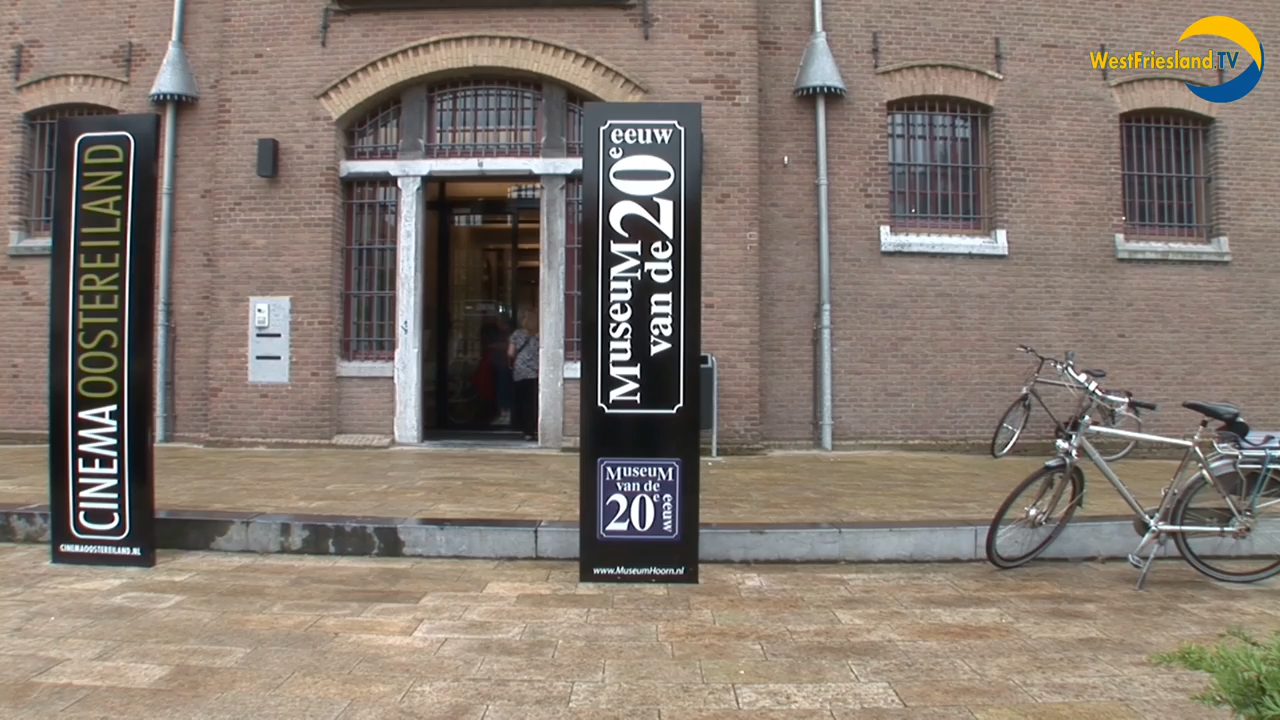 WestFriesland.TV
CINEMA OOSTEREILAND
CINEMAOOSTEREILAND.NL
MuseuM
van de
20e
eeuw
MuseuM
van de
20e
eeuw
www.MuseumHoorn.nl